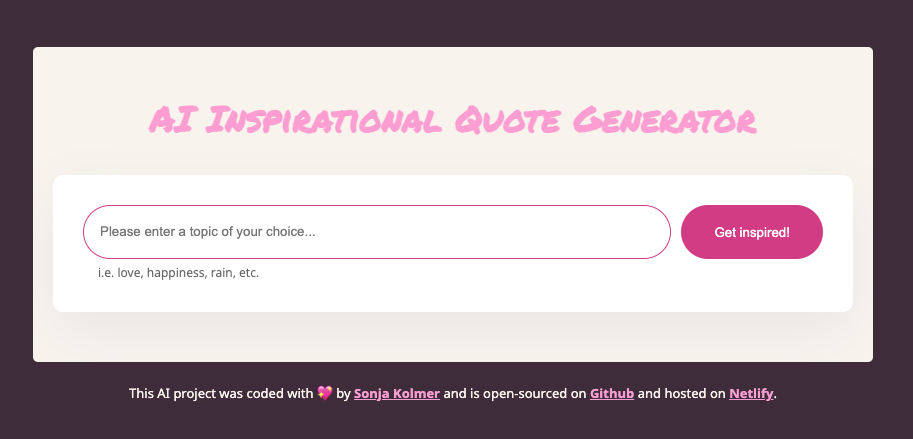 AI Inspirational Quote Generator
Please enter a topic of your choice...
Get inspired!
i.e. love, happiness, rain, etc.
This AI project was coded with 💖 by Sonja Kolmer and is open-sourced on Github and hosted on Netlify.